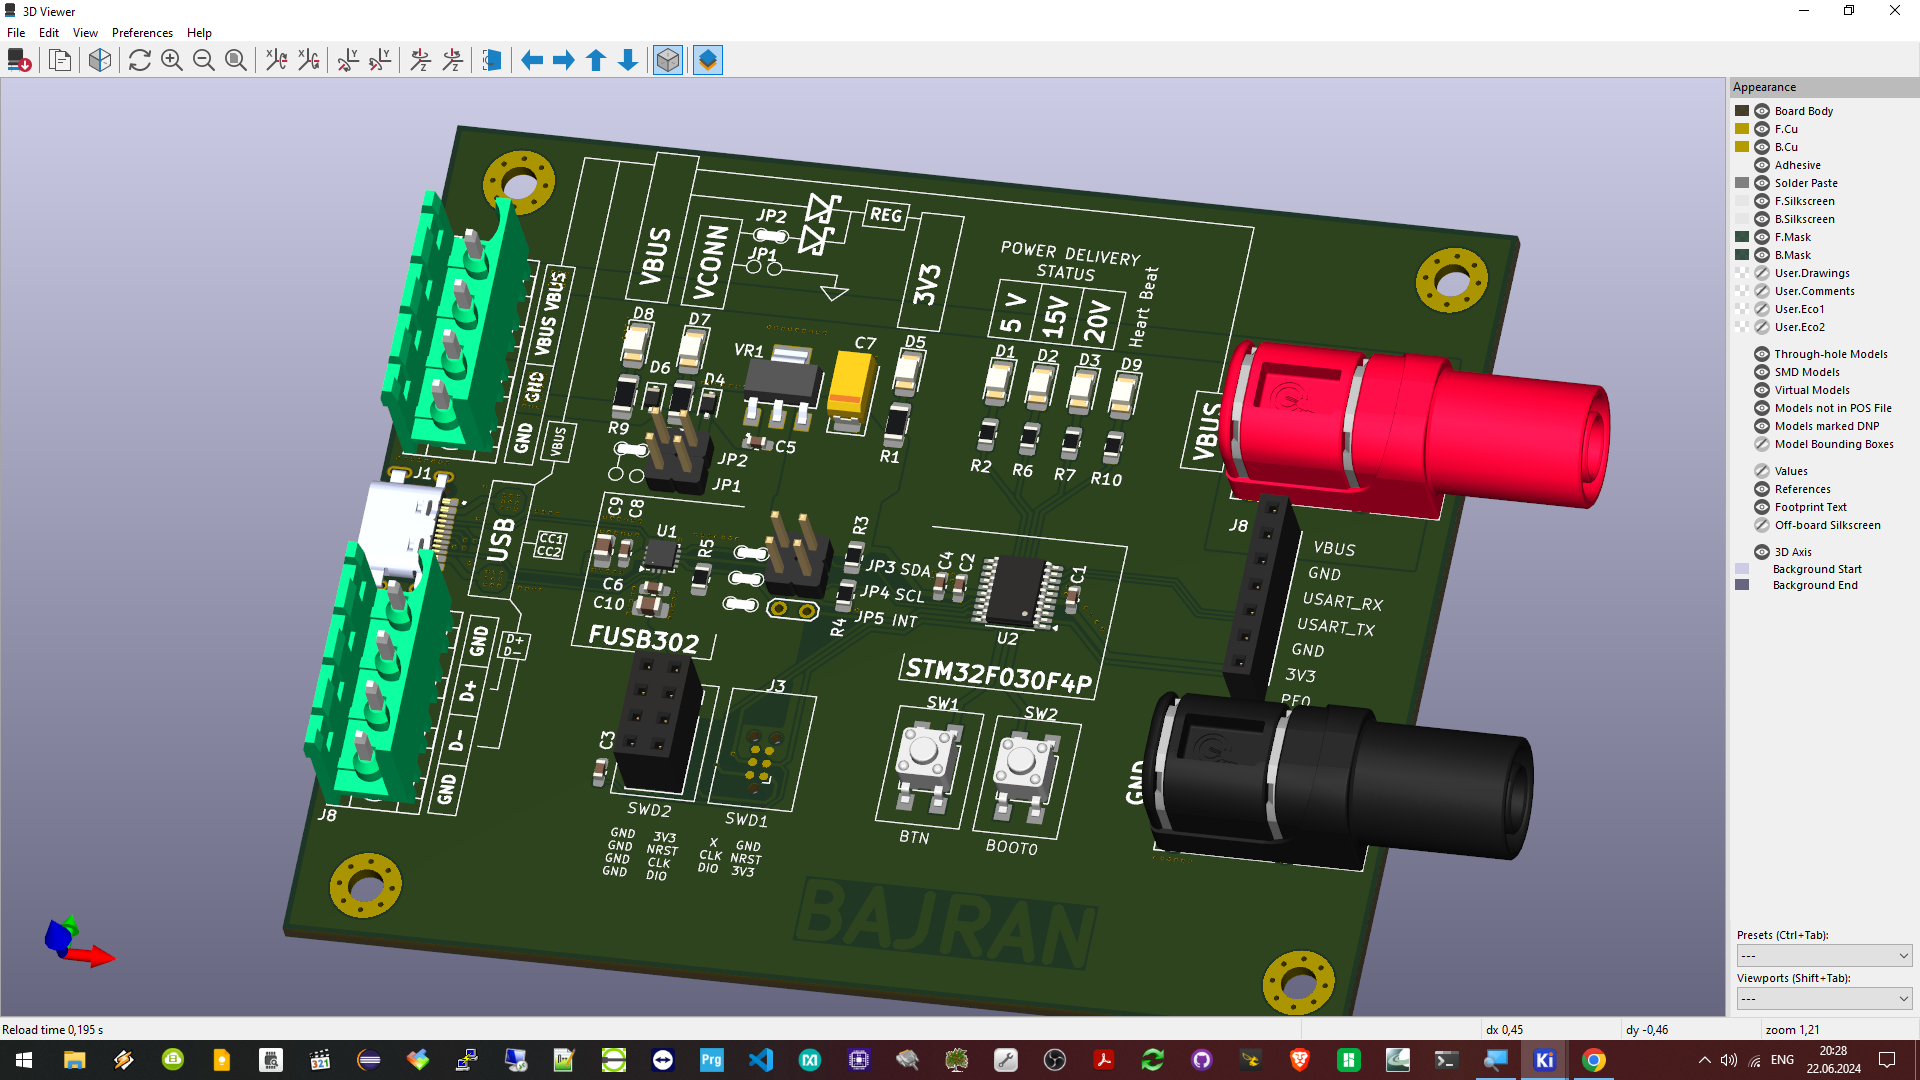 3D Viewer
File Edit View Preferences Help
Appearance
Board Body
F.Cu
B.Cu
Adhesive
Solder Paste
F.Silkscreen
B.Silkscreen
F.Mask
B.Mask
User.Drawings
User.Comments
User.Eco1
User.Eco2
Through-hole Models
SMD Models
Virtual Models
Models not in POS File
Models marked DNP
Model Bounding Boxes
Values
References
Footprint Text
Off-board Silkscreen
3D Axis
Background Start
Background End
Presets (Ctrl+Tab):
---
Viewports (Shift+Tab):
---
VBUS
VCONN
JP2
JP1
REG
3V3
POWER DELIVERY
STATUS
5 V
15V
20V
Heart Beat
D8
D7
D6
D4
VR1
C7
D5
D1
D2
D3
D9
R9
C5
R1
R2
R6
R7
R10
JP2
JP1
VBUS VBUS
GND
GND
VBUS
J1
USB
CC1
CC2
C9
C8
U1
R5
C6
C10
FUSB302
R3
R4
JP3 SDA
JP4 SCL
JP5 INT
C4
C2
C1
U2
STM32F030F4P
VBUS
J8
VBUS
GND
USART_RX
USART_TX
GND
3V3
PF0
GND
GND
D+
D-
D+
D-
GND
J8
C3
J3
SWD2
SWD1
GND 3V3
GND NRST
GND CLK
GND DIO
X GND
CLK NRST
DIO 3V3
SW1
SW2
BTN
BOOT0
BAJRAN
Reload time 0,195 s
dx 0,45
dy -0,46
zoom 1,21
321
Prg
Ki
ENG
20:28
22.06.2024